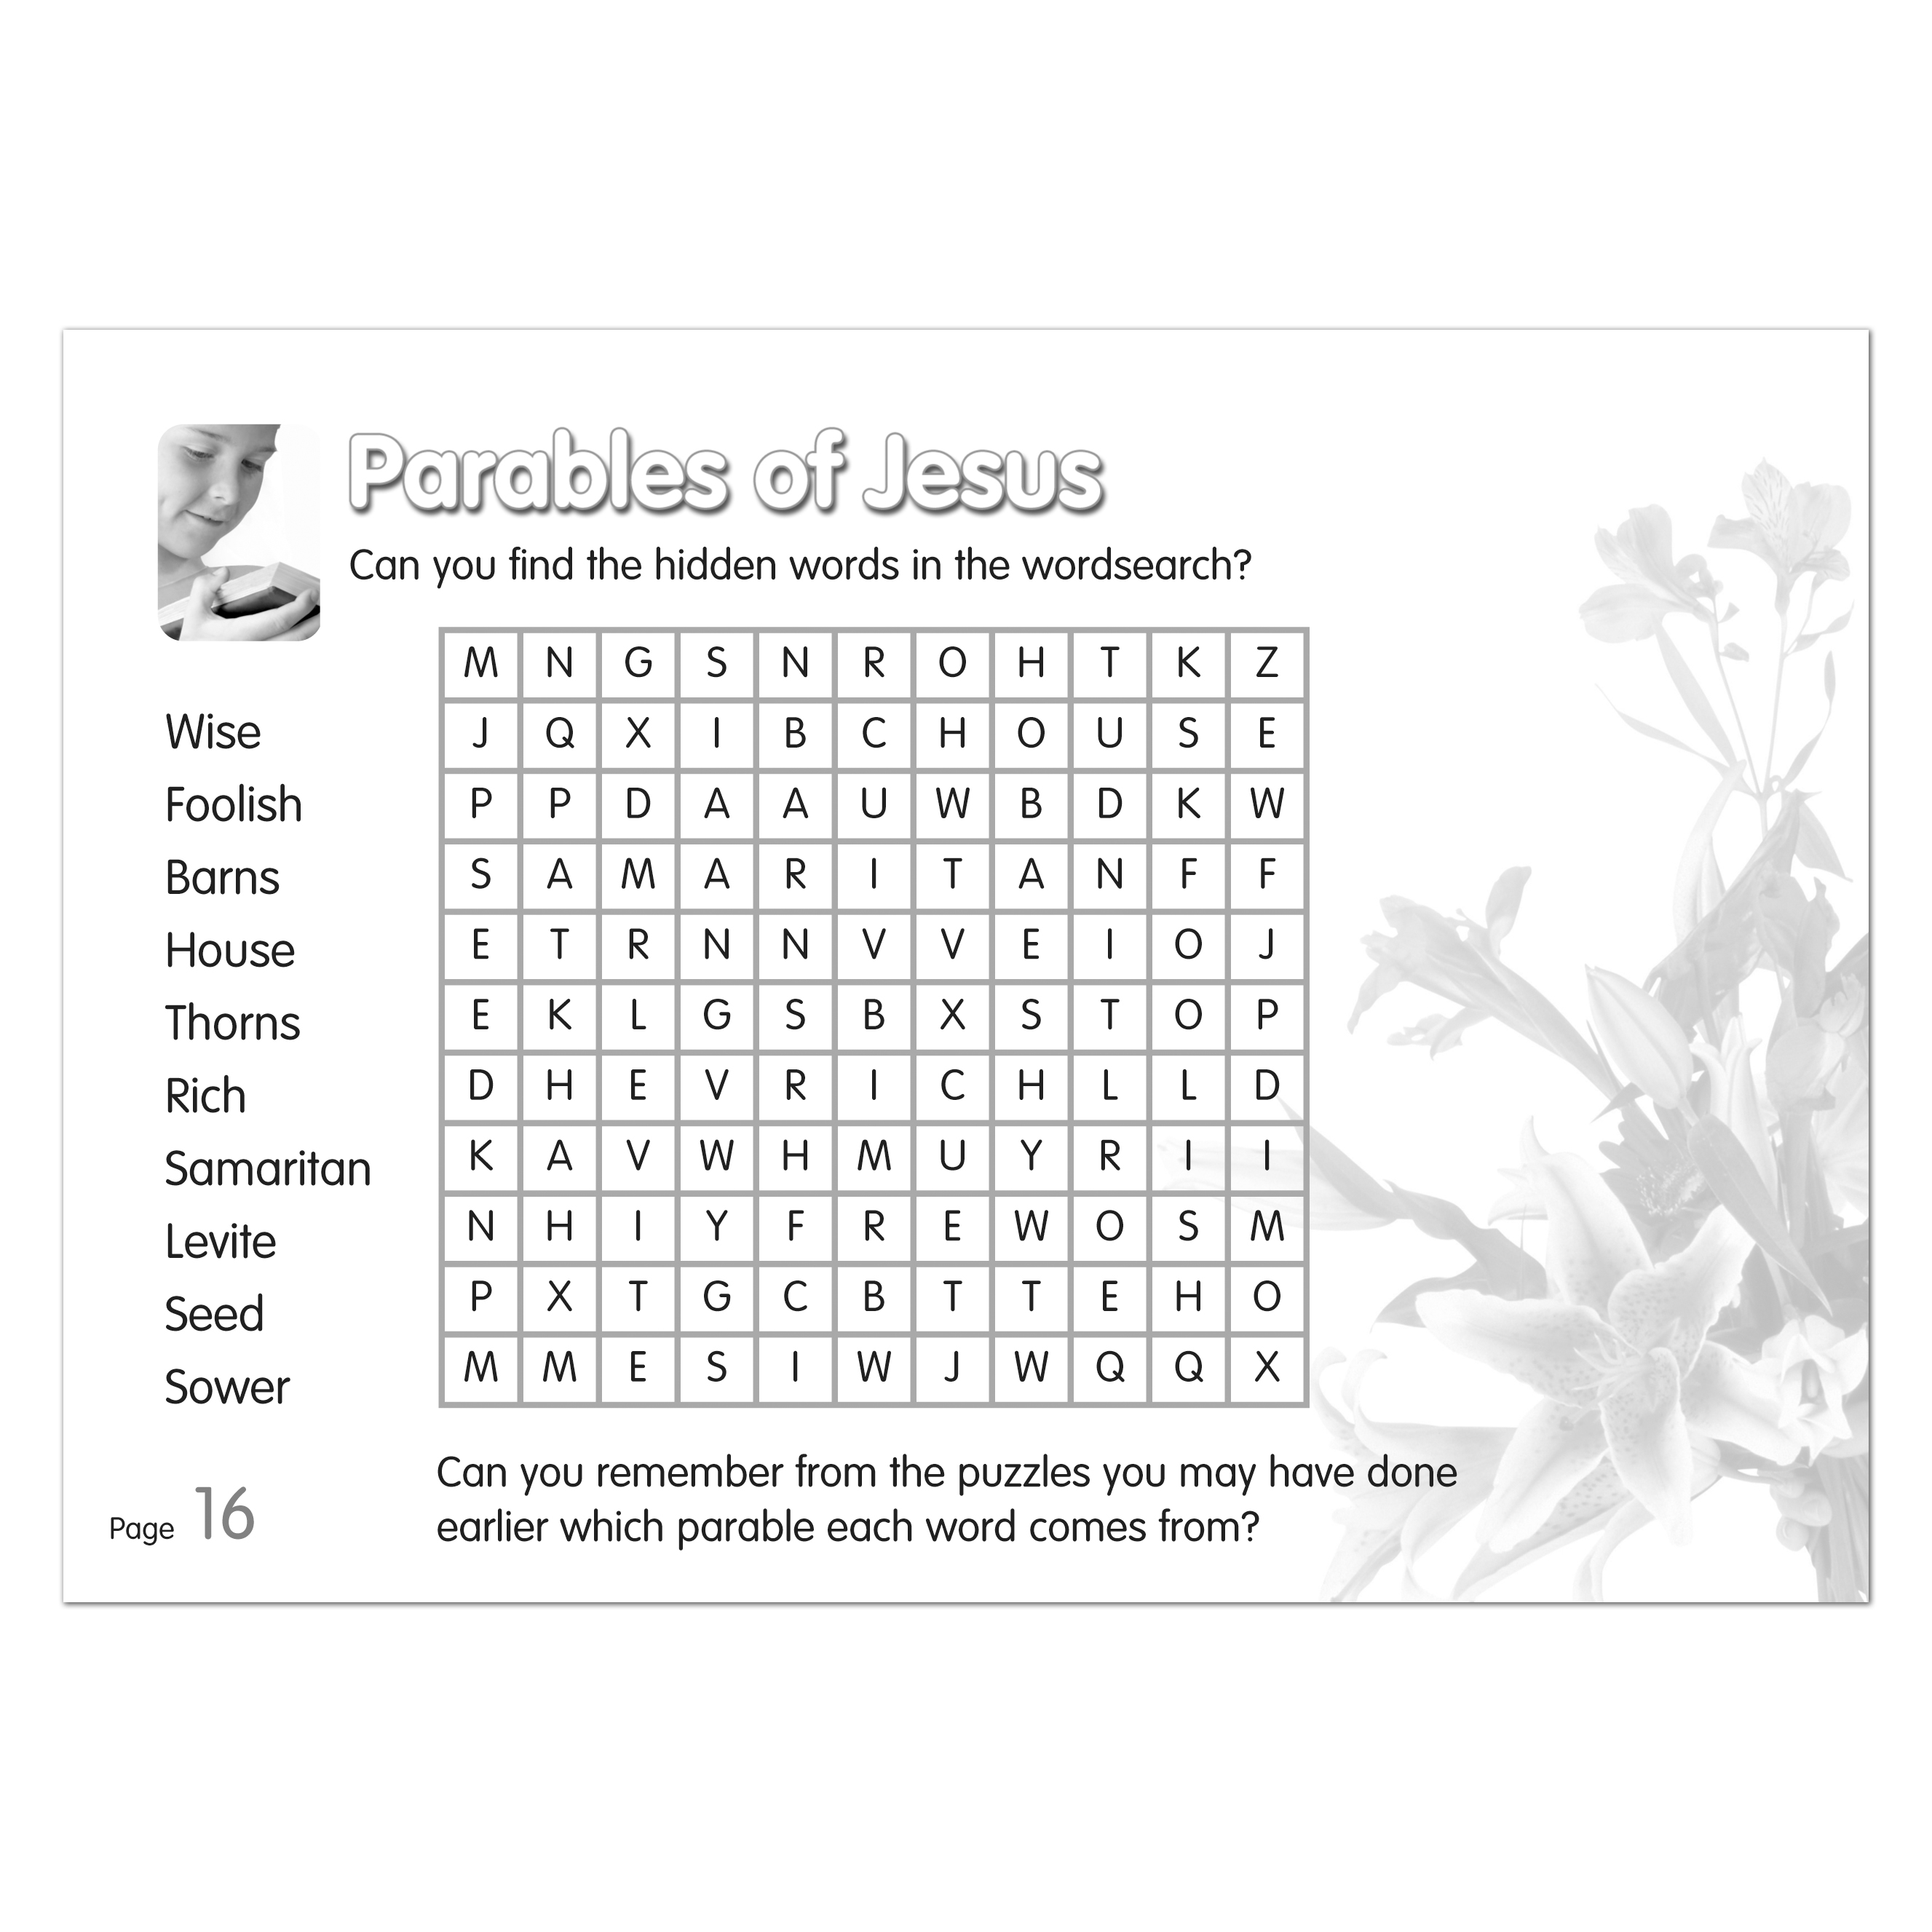 Parables of Jesus
Can you find the hidden words in the wordsearch?
Wise
Foolish
Barns
House
Thorns
Rich
Samaritan
Levite
Seed
Sower
M N G S N R O H T K Z
J Q X I B C H O U S E
P P D A A U W B D K W
S A M A R I T A N F F
E T R N N V V E I O J
E K L G S B X S T O P
D H E V R I C H L L D
K A V W H M U Y R I I
N H I Y F R E W O S M
P X T G C B T T E H O
M M E S I W J W Q Q X
Can you remember from the puzzles you may have done
earlier which parable each word comes from?
Page 16